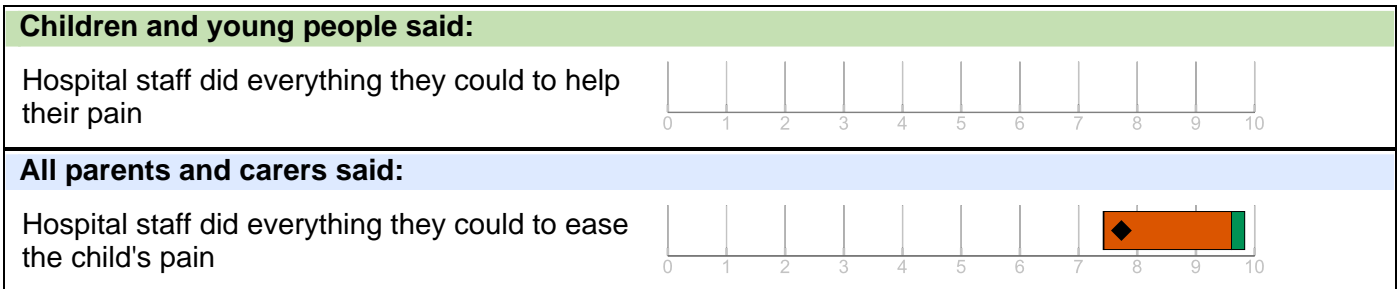 Children and young people said:
Hospital staff did everything they could to help
their pain
0 1 2 3 4 5 6 7 8 9 10
All parents and carers said:
Hospital staff did everything they could to ease
the child's pain
0 1 2 3 4 5 6 7 8 9 10